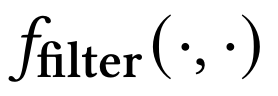 f_filter(·, ·)